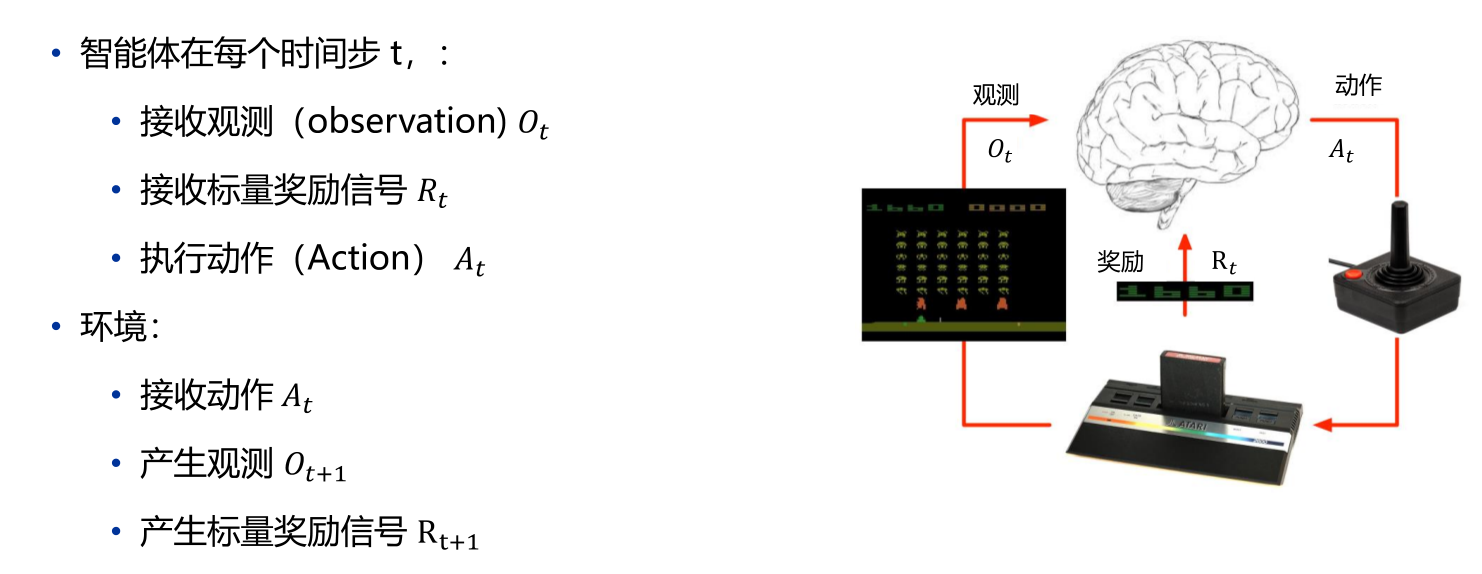 • 智能体在每个时间步 t，：
• 接收观测（observation) O_t
• 接收标量奖励信号 R_t
• 执行动作（Action） A_t
• 环境：
• 接收动作 A_t
• 产生观测 O_{t+1}
• 产生标量奖励信号 R_{t+1}
观测
O_t
动作
A_t
1660 0000
奖励 R_t
1660
ATARI